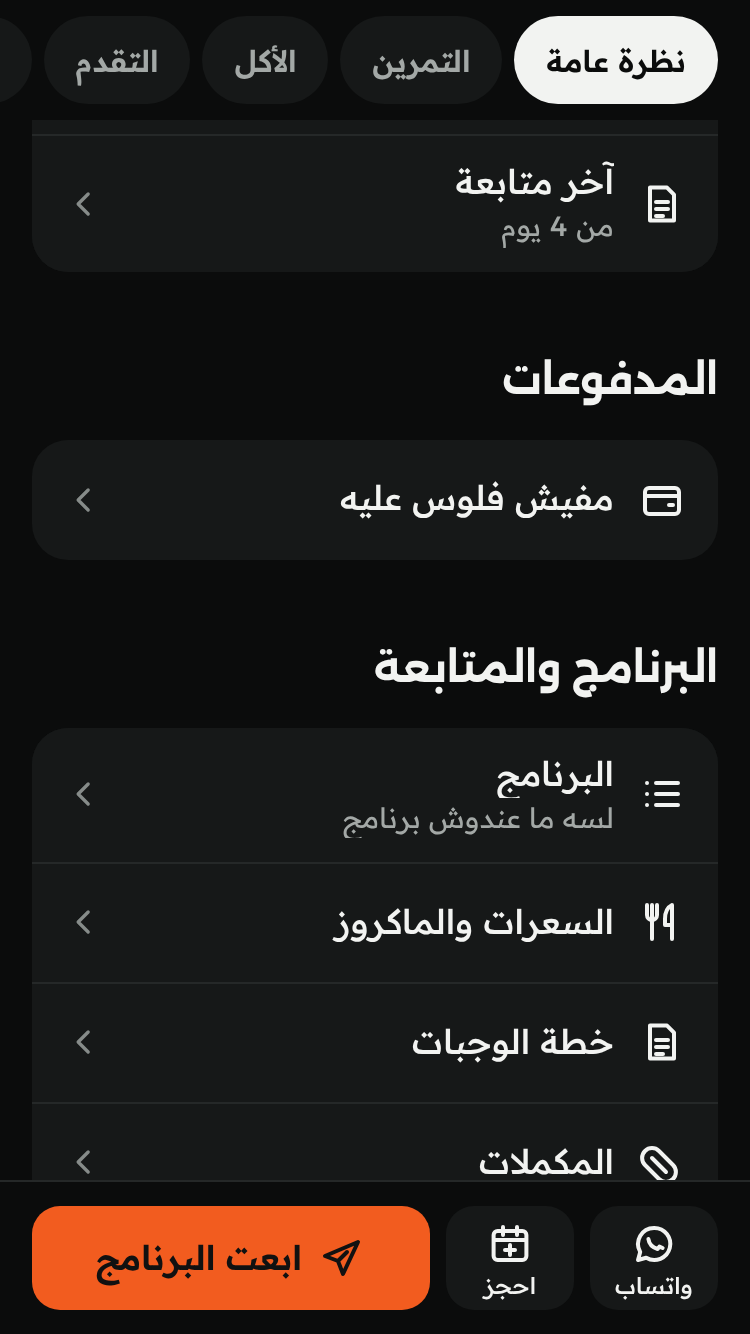 نظرة عامة
التمرين
الأكل
التقدم
آخر متابعة
من 4 يوم
المدفوعات
مفيش فلوس عليه
البرنامج والمتابعة
البرنامج
لسه ما عندوش برنامج
السعرات والماكروز
خطة الوجبات
المكملات
واتساب
احجز
ابعت البرنامج